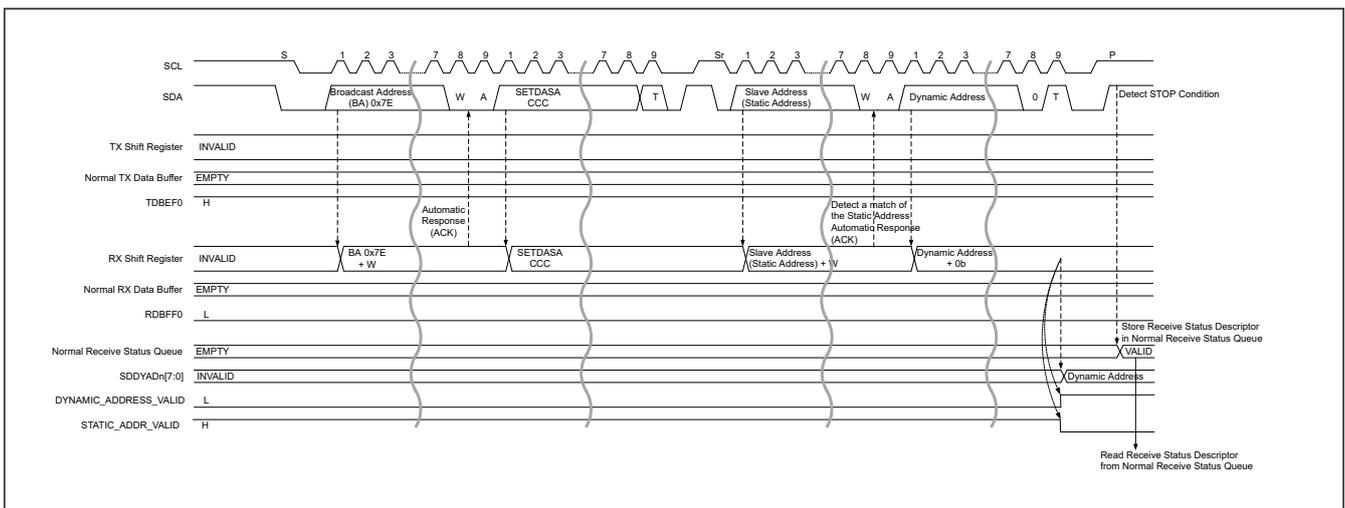 S 1 2 3 7 8 9 1 2 3 7 8 9 Sr 1 2 3 7 8 9 1 2 3 7 8 9 P
SCL
SDA
Broadcast Address
(BA) 0x7E
W A
SETDASA
CCC
T
Slave Address
(Static Address)
W A
Dynamic Address
0 T
Detect STOP Condition
TX Shift Register INVALID
Normal TX Data Buffer EMPTY
TDBEF0 H
Automatic
Response
(ACK)
Detect a match of
the Static Address
Automatic Response
(ACK)
RX Shift Register INVALID
BA 0x7E
+ W
SETDASA
CCC
Slave Address
(Static Address) + W
Dynamic Address
+ 0b
Normal RX Data Buffer EMPTY
RDBFF0 L
Store Receive Status Descriptor
in Normal Receive Status Queue
Normal Receive Status Queue EMPTY VALID
SDDYADn[7:0] INVALID Dynamic Address
DYNAMIC_ADDRESS_VALID L
STATIC_ADDR_VALID H
Read Receive Status Descriptor
from Normal Receive Status Queue